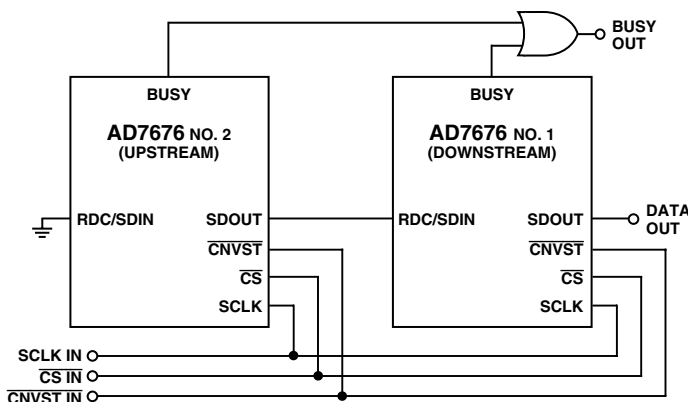 BUSY
OUT
BUSY
AD7676 NO. 2
(UPSTREAM)
RDC/SDIN
SDOUT
CNVST
CS
SCLK
BUSY
AD7676 NO. 1
(DOWNSTREAM)
RDC/SDIN
SDOUT
CNVST
CS
SCLK
DATA
OUT
SCLK IN
CS IN
CNVST IN